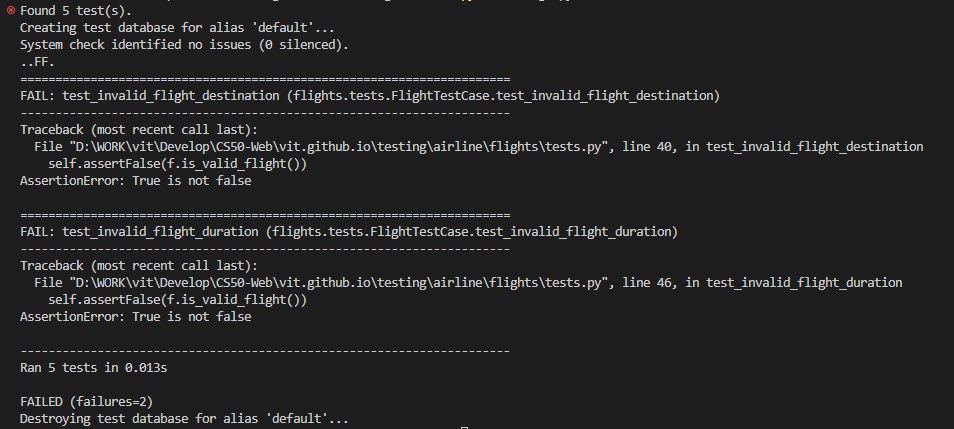 Found 5 test(s).
Creating test database for alias 'default'...
System check identified no issues (0 silenced).
..FF.
======================================================================
FAIL: test_invalid_flight_destination (flights.tests.FlightTestCase.test_invalid_flight_destination)
----------------------------------------------------------------------
Traceback (most recent call last):
  File "D:\WORK\vit\Develop\CS50-Web\vit.github.io\testing\airline\flights\tests.py", line 40, in test_invalid_flight_destination
    self.assertFalse(f.is_valid_flight())
AssertionError: True is not false

======================================================================
FAIL: test_invalid_flight_duration (flights.tests.FlightTestCase.test_invalid_flight_duration)
----------------------------------------------------------------------
Traceback (most recent call last):
  File "D:\WORK\vit\Develop\CS50-Web\vit.github.io\testing\airline\flights\tests.py", line 46, in test_invalid_flight_duration
    self.assertFalse(f.is_valid_flight())
AssertionError: True is not false

----------------------------------------------------------------------
Ran 5 tests in 0.013s

FAILED (failures=2)
Destroying test database for alias 'default'...